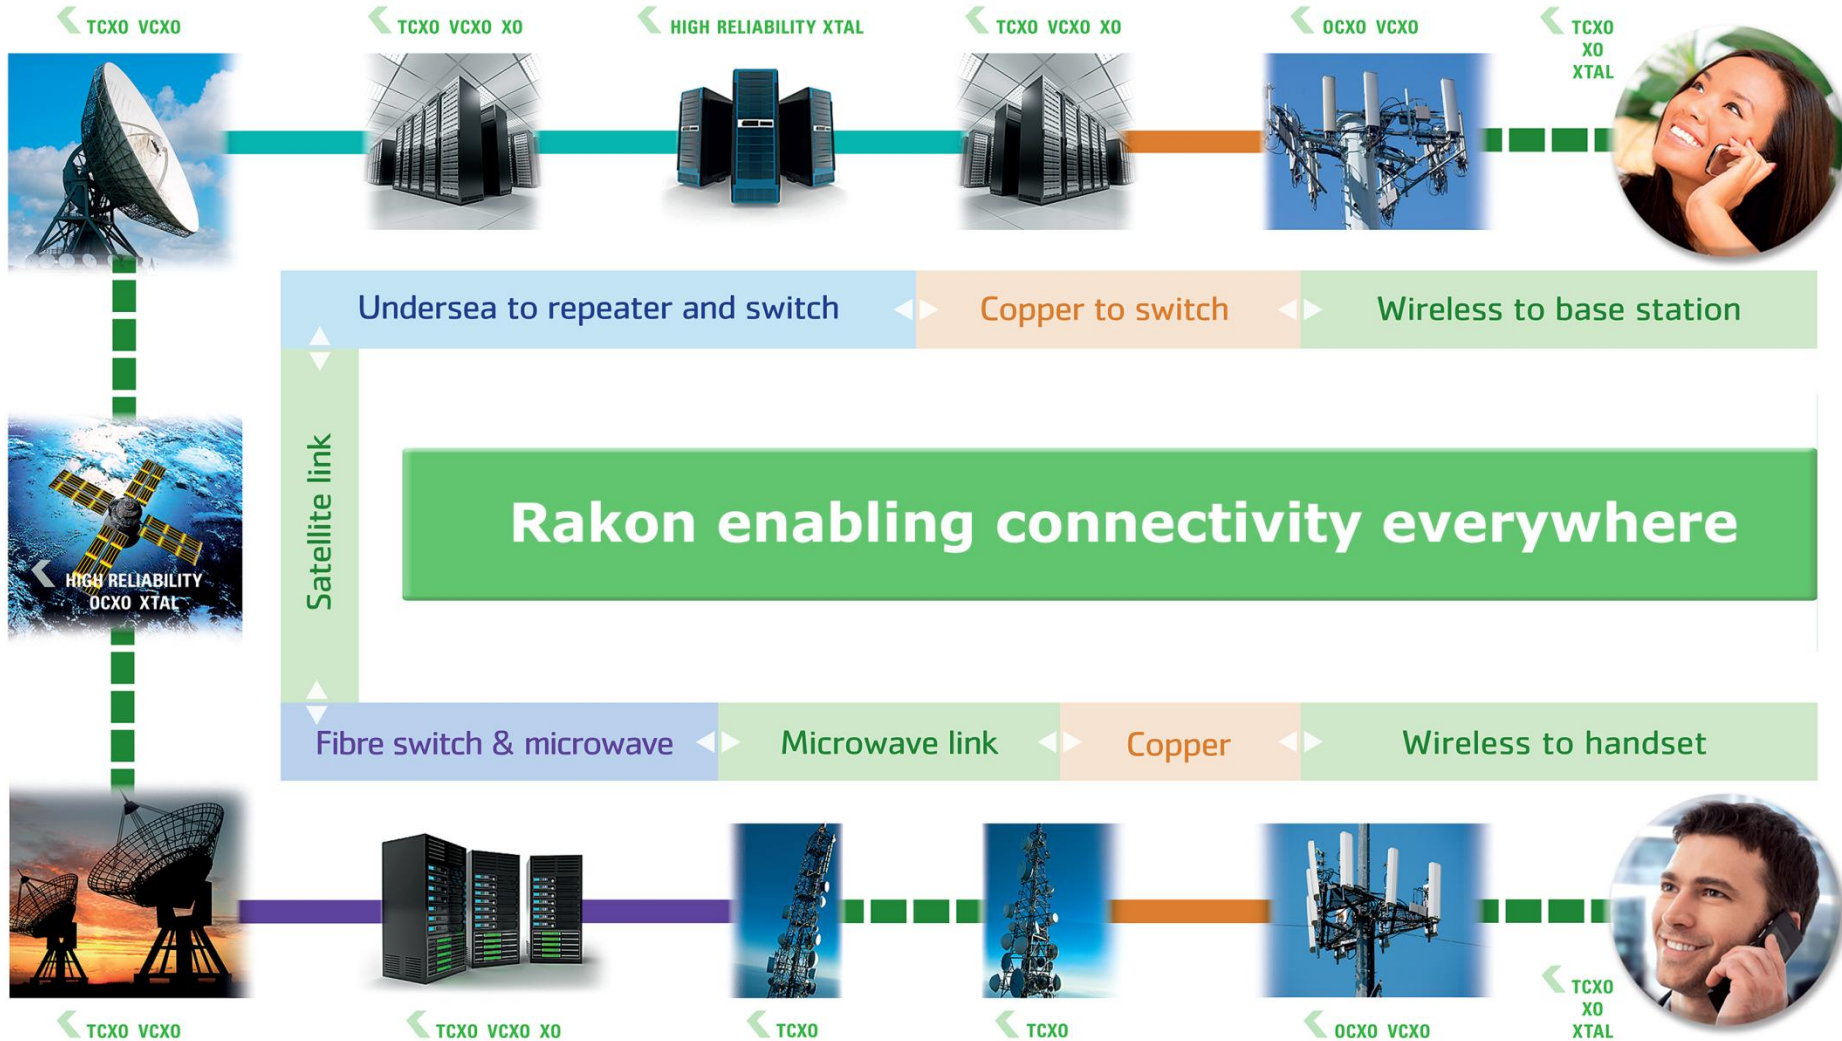 TCXO VCXO
TCXO VCXO XO
HIGH RELIABILITY XTAL
TCXO VCXO XO
OCXO VCXO
TCXO
XO
XTAL
Undersea to repeater and switch
Copper to switch
Wireless to base station
Satellite link
Rakon enabling connectivity everywhere
HIGH RELIABILITY
OCXO XTAL
Fibre switch & microwave
Microwave link
Copper
Wireless to handset
TCXO VCXO
TCXO VCXO XO
TCXO
TCXO
OCXO VCXO
TCXO
XO
XTAL